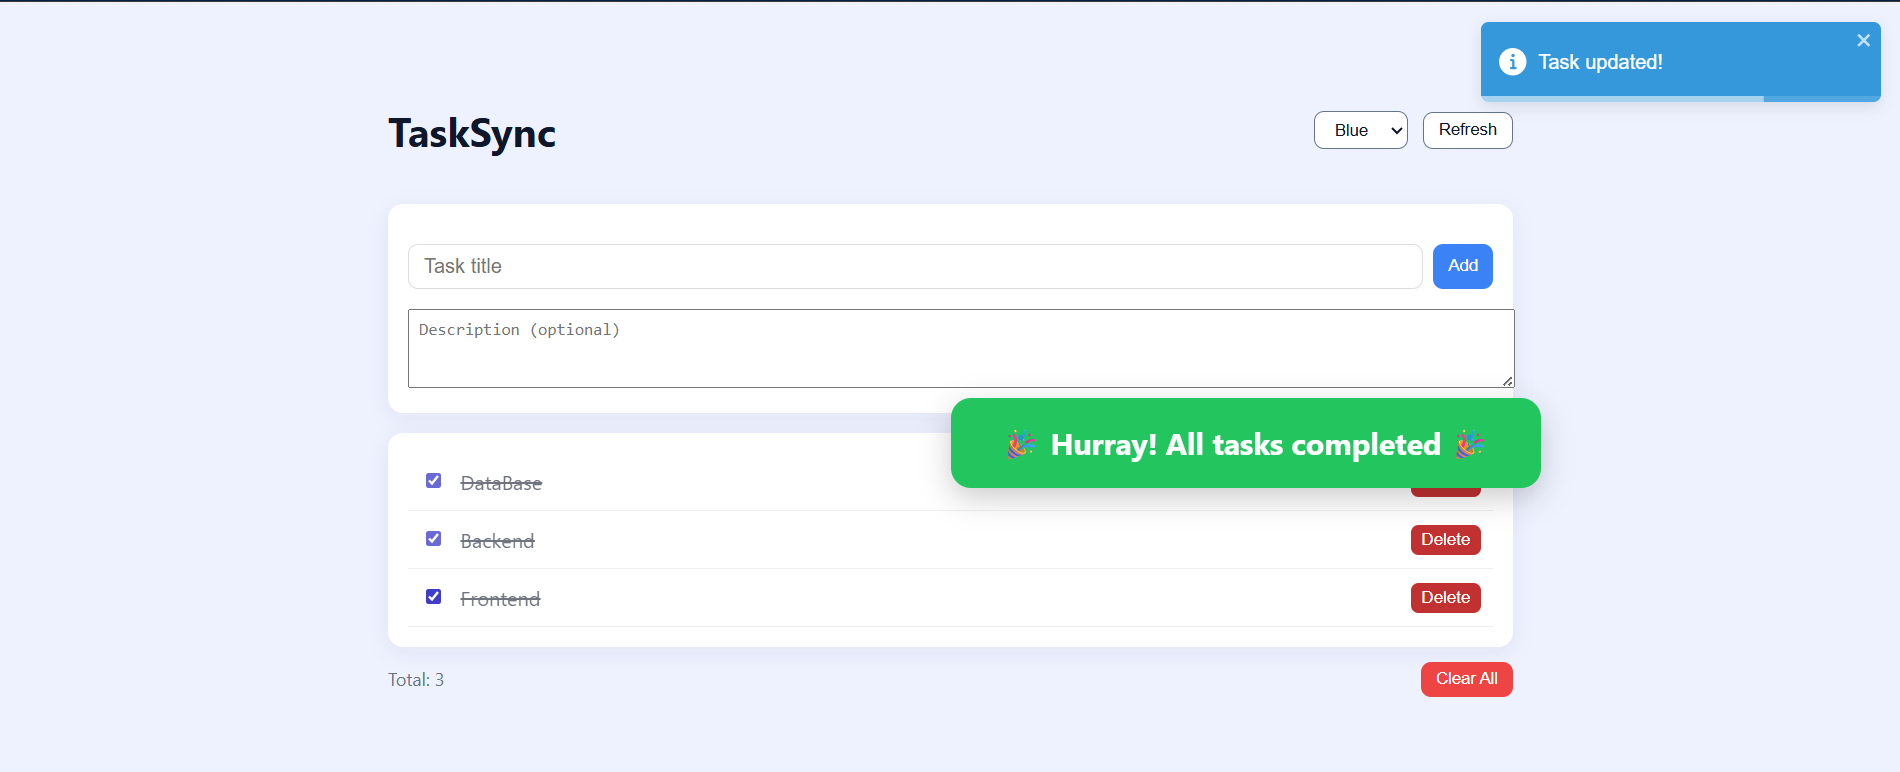 Task updated!
TaskSync
Blue
Refresh
Task title
Add
Description (optional)
🎉 Hurray! All tasks completed 🎉
DataBase
Backend
Delete
Frontend
Delete
Total: 3
Clear All